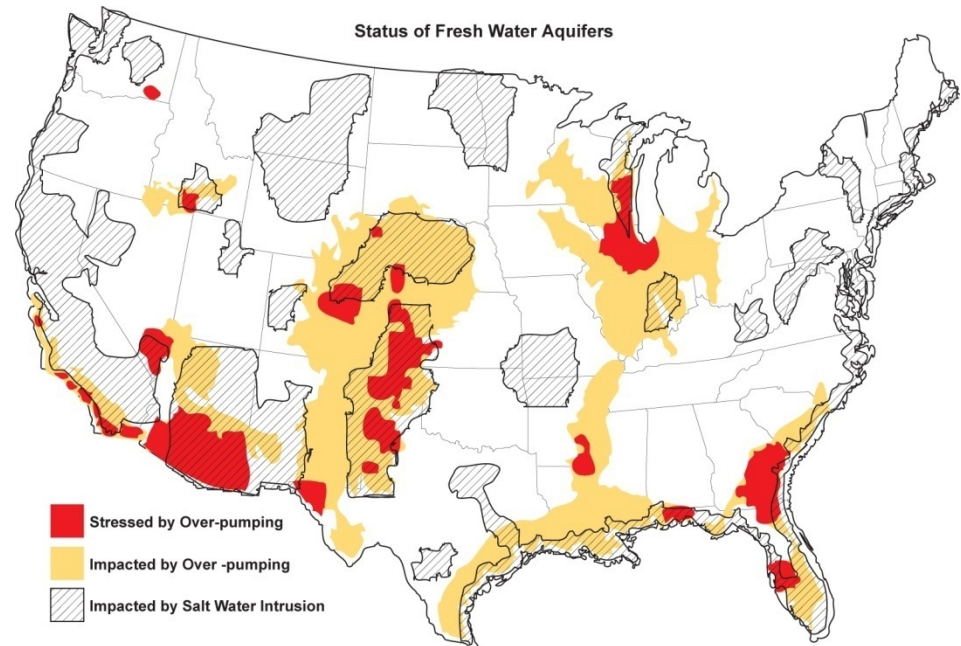 Status of Fresh Water Aquifers
Stressed by Over-pumping
Impacted by Over -pumping
Impacted by Salt Water Intrusion